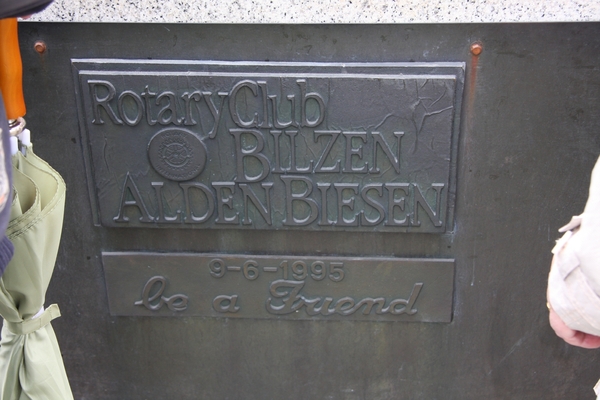 RotaryClub
BILZEN
ALDEN BIESEN
9-6-1995
be a Friend